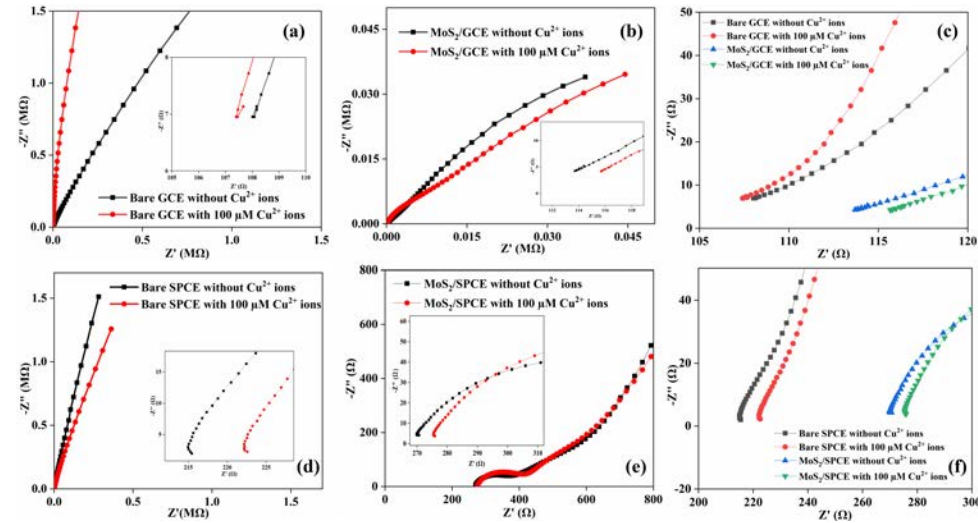 (a)
-Z'' (MΩ)
1.5
1.0
0.5
0.0
0.0 0.5 1.0 1.5
Z' (MΩ)
Bare GCE without Cu²⁺ ions
Bare GCE with 100 µM Cu²⁺ ions
-Z'' (Ω)
105 106 107 108 109 110
Z' (Ω)
(b)
-Z'' (MΩ)
0.045
0.030
0.015
0.000
0.000 0.015 0.030 0.045
Z' (MΩ)
MoS₂/GCE without Cu²⁺ ions
MoS₂/GCE with 100 µM Cu²⁺ ions
-Z'' (Ω)
112 114 116 118
Z' (Ω)
(c)
-Z'' (Ω)
50
40
30
20
10
0
105 110 115 120
Z' (Ω)
Bare GCE without Cu²⁺ ions
Bare GCE with 100 µM Cu²⁺ ions
MoS₂/GCE without Cu²⁺ ions
MoS₂/GCE with 100 µM Cu²⁺ ions
(d)
-Z'' (MΩ)
1.5
1.0
0.5
0.0
0.0 0.5 1.0 1.5
Z'(MΩ)
Bare SPCE without Cu²⁺ ions
Bare SPCE with 100 µM Cu²⁺ ions
-Z'' (Ω)
15
10
5
215 220 225
Z' (Ω)
(e)
-Z'' (Ω)
800
600
400
200
0
0 200 400 600 800
Z' (Ω)
MoS₂/SPCE without Cu²⁺ ions
MoS₂/SPCE with 100 µM Cu²⁺ ions
-Z'' (Ω)
60
40
20
0
270 280 290 300 310
Z' (Ω)
(f)
-Z'' (Ω)
40
20
0
-20
200 220 240 260 280 300
Z' (Ω)
Bare SPCE without Cu²⁺ ions
Bare SPCE with 100 µM Cu²⁺ ions
MoS₂/SPCE without Cu²⁺ ions
MoS₂/SPCE with 100 µM Cu²⁺ ions